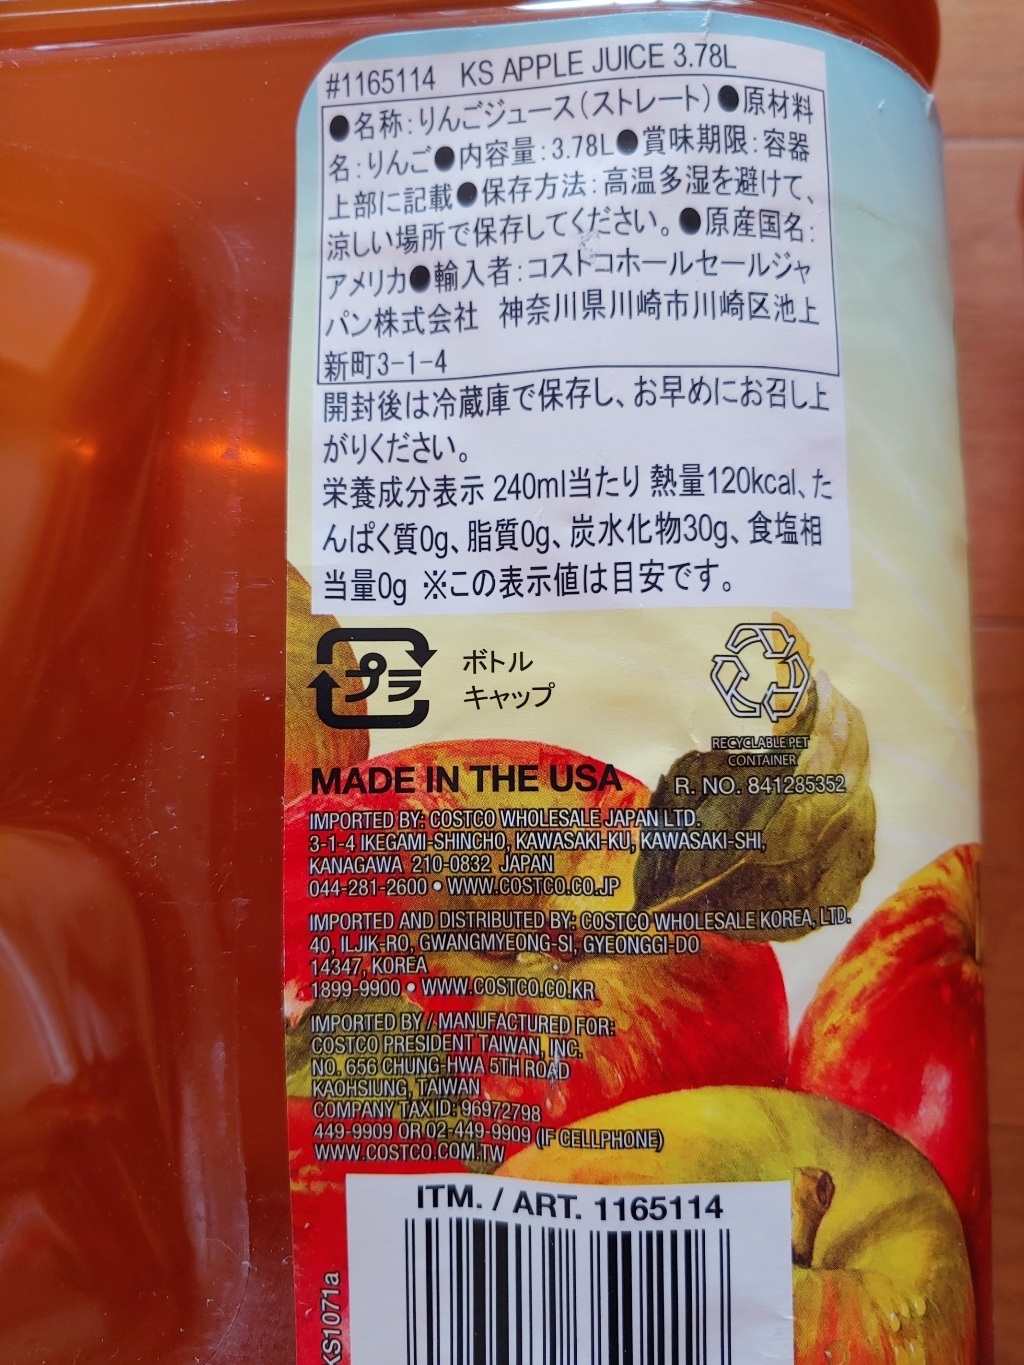 #1165114 KS APPLE JUICE 3.78L
●名称:りんごジュース(ストレート)●原材料
名:りんご●内容量:3.78L●賞味期限:容器
上部に記載●保存方法:高温多湿を避けて、
涼しい場所で保存してください。●原産国名:
アメリカ●輸入者:コストコホールセールジャ
パン株式会社 神奈川県川崎市川崎区池上
新町3-1-4
開封後は冷蔵庫で保存し、お早めにお召し上
がりください。
栄養成分表示 240ml当たり 熱量120kcal、た
んぱく質0g、脂質0g、炭水化物30g、食塩相
当量0g ※この表示値は目安です。
プラ
ボトル
キャップ
RECYCLABLE PET
CONTAINER
R. NO. 841285352
MADE IN THE USA
IMPORTED BY: COSTCO WHOLESALE JAPAN LTD.
3-1-4 IKEGAMI-SHINCHO, KAWASAKI-KU, KAWASAKI-SHI,
KANAGAWA 210-0832 JAPAN
044-281-2600 • WWW.COSTCO.CO.JP
IMPORTED AND DISTRIBUTED BY: COSTCO WHOLESALE KOREA, LTD.
40, ILJIK-RO, GWANGMYEONG-SI, GYEONGGI-DO
14347, KOREA
1899-9900 • WWW.COSTCO.CO.KR
IMPORTED BY / MANUFACTURED FOR:
COSTCO PRESIDENT TAIWAN, INC.
NO. 656 CHUNG-HWA 5TH ROAD
KAOHSIUNG, TAIWAN
COMPANY TAX ID: 96972798
449-9909 OR 02-449-9909 (IF CELLPHONE)
WWW.COSTCO.COM.TW
ITM. / ART. 1165114
KS1071a